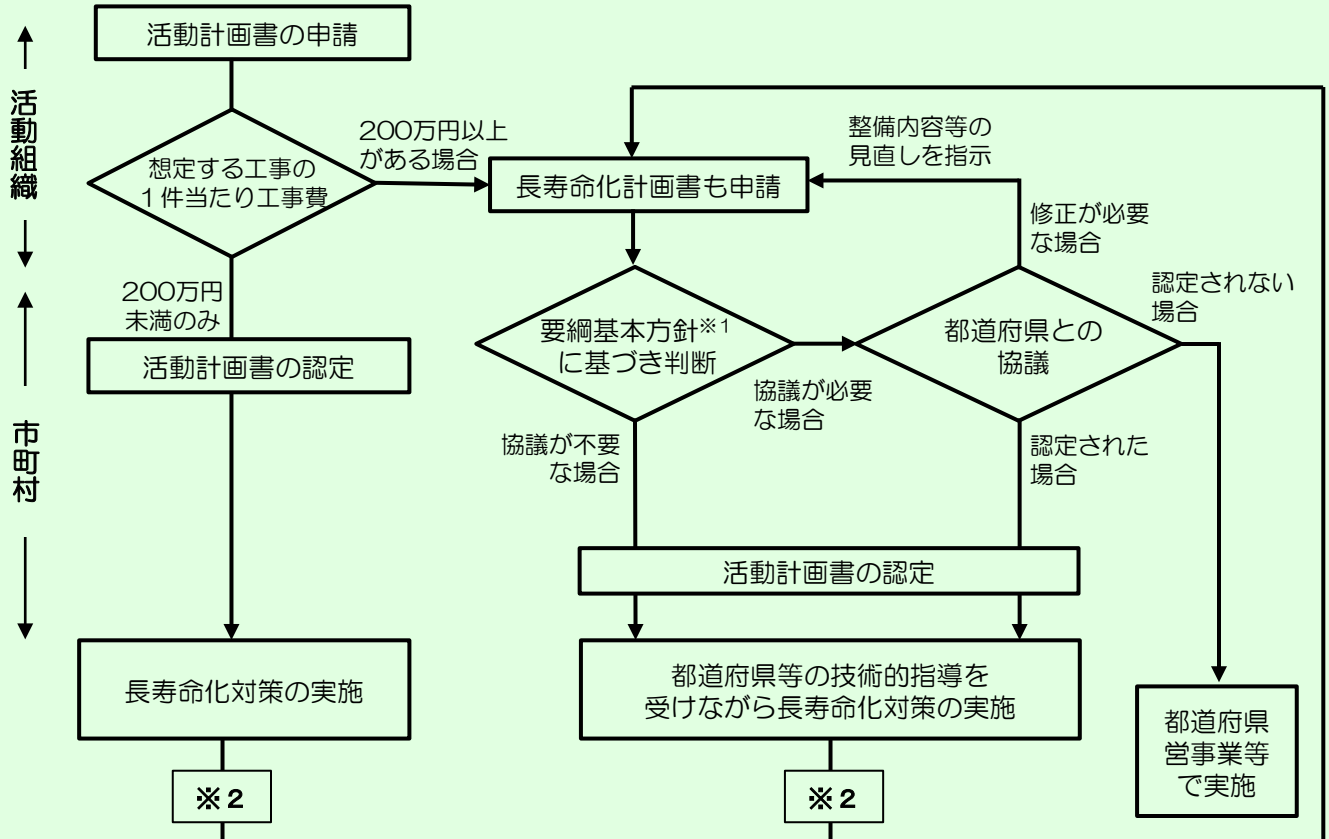 活動計画書の申請
活動組織
想定する工事の
1件当たり工事費
200万円以上
がある場合
長寿命化計画書も申請
整備内容等の
見直しを指示
修正が必要
な場合
200万円
未満のみ
市町村
活動計画書の認定
要綱基本方針※1
に基づき判断
協議が必要
な場合
都道府県との
協議
認定されない
場合
協議が不要
な場合
認定された
場合
活動計画書の認定
長寿命化対策の実施
都道府県等の技術的指導を
受けながら長寿命化対策の実施
都道府県
営事業等
で実施
※2
※2